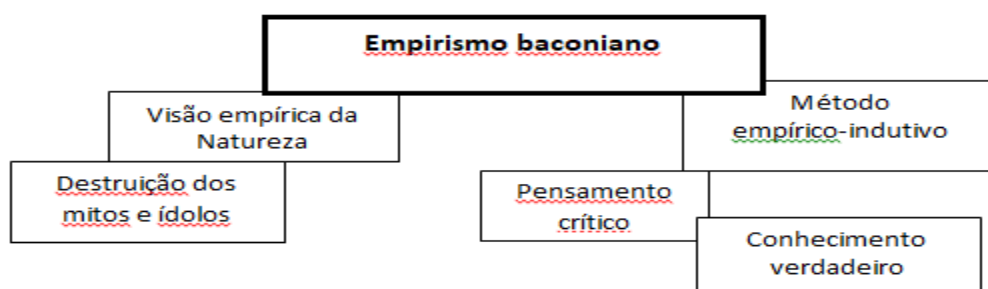 Empirismo baconiano
Visão empírica da
Natureza
Método
empírico-indutivo
Destruição dos
mitos e ídolos
Pensamento
crítico
Conhecimento
verdadeiro